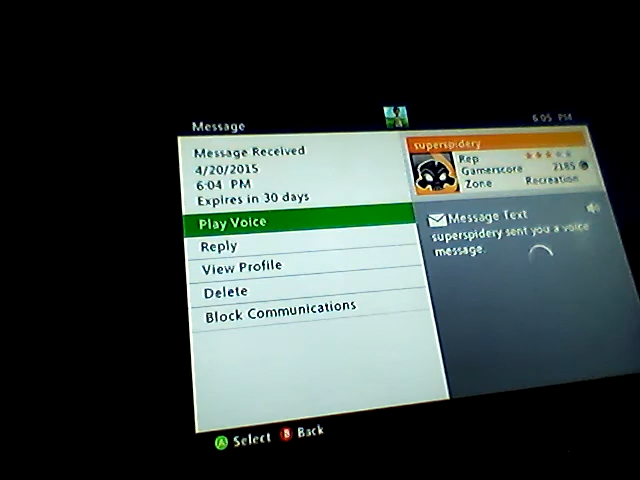 Message
6:05 PM
Message Received
4/20/2015
6:04 PM
Expires in 30 days
Play Voice
Reply
View Profile
Delete
Block Communications
superspidery
Rep
Gamerscore 2185 G
Zone Recreation
Message Text
superspidery sent you a voice
message.
A Select B Back